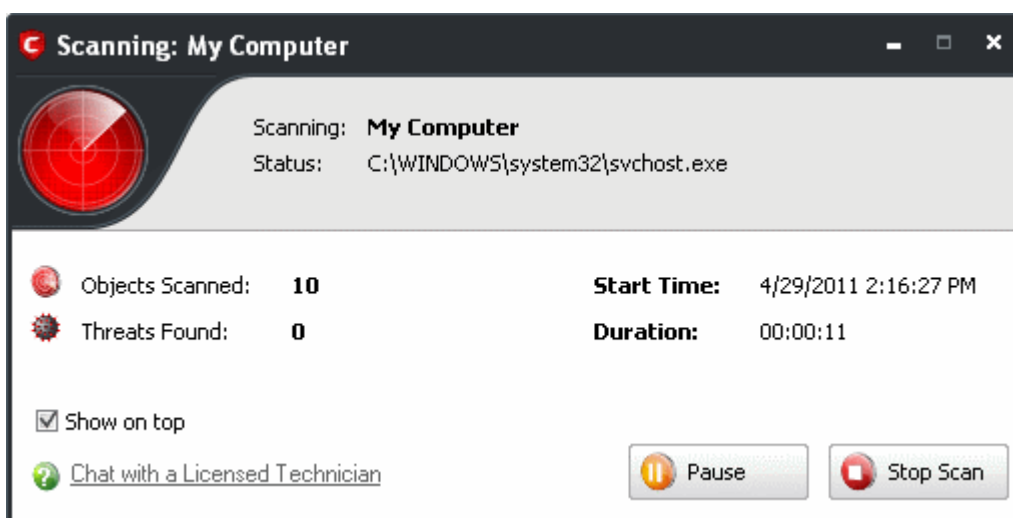 Scanning: My Computer
Scanning: My Computer
Status: C:\WINDOWS\system32\svchost.exe
Objects Scanned: 10 Start Time: 4/29/2011 2:16:27 PM
Threats Found: 0 Duration: 00:00:11
Show on top
Chat with a Licensed Technician Pause Stop Scan